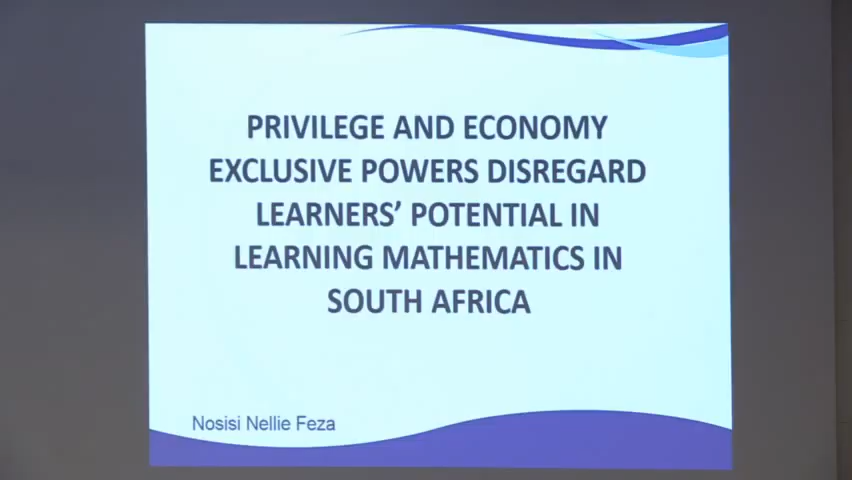 PRIVILEGE AND ECONOMY
EXCLUSIVE POWERS DISREGARD
LEARNERS’ POTENTIAL IN
LEARNING MATHEMATICS IN
SOUTH AFRICA
Nosisi Nellie Feza